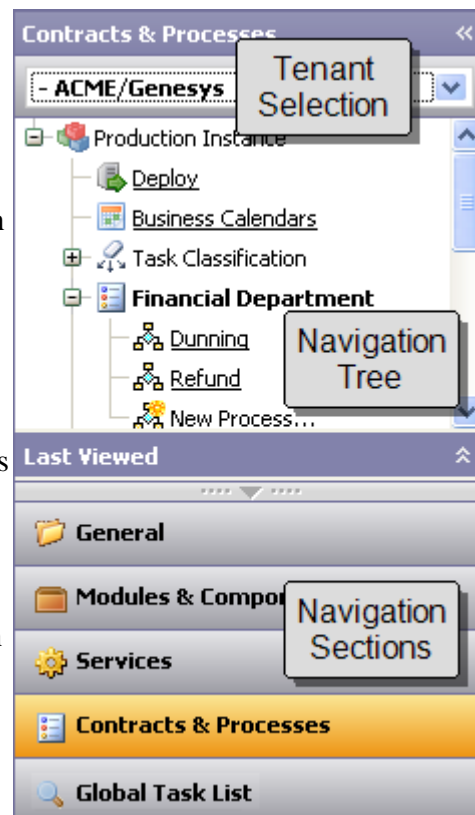 Contracts & Processes
Tenant
Selection
- ACME/Genesys
Production Instance
Deploy
Business Calendars
Task Classification
Financial Department
Dunning
Navigation
Tree
Refund
New Process...
s Last Viewed
General
Modules &
Navigation
Sections
Services
Contracts & Processes
Global Task List